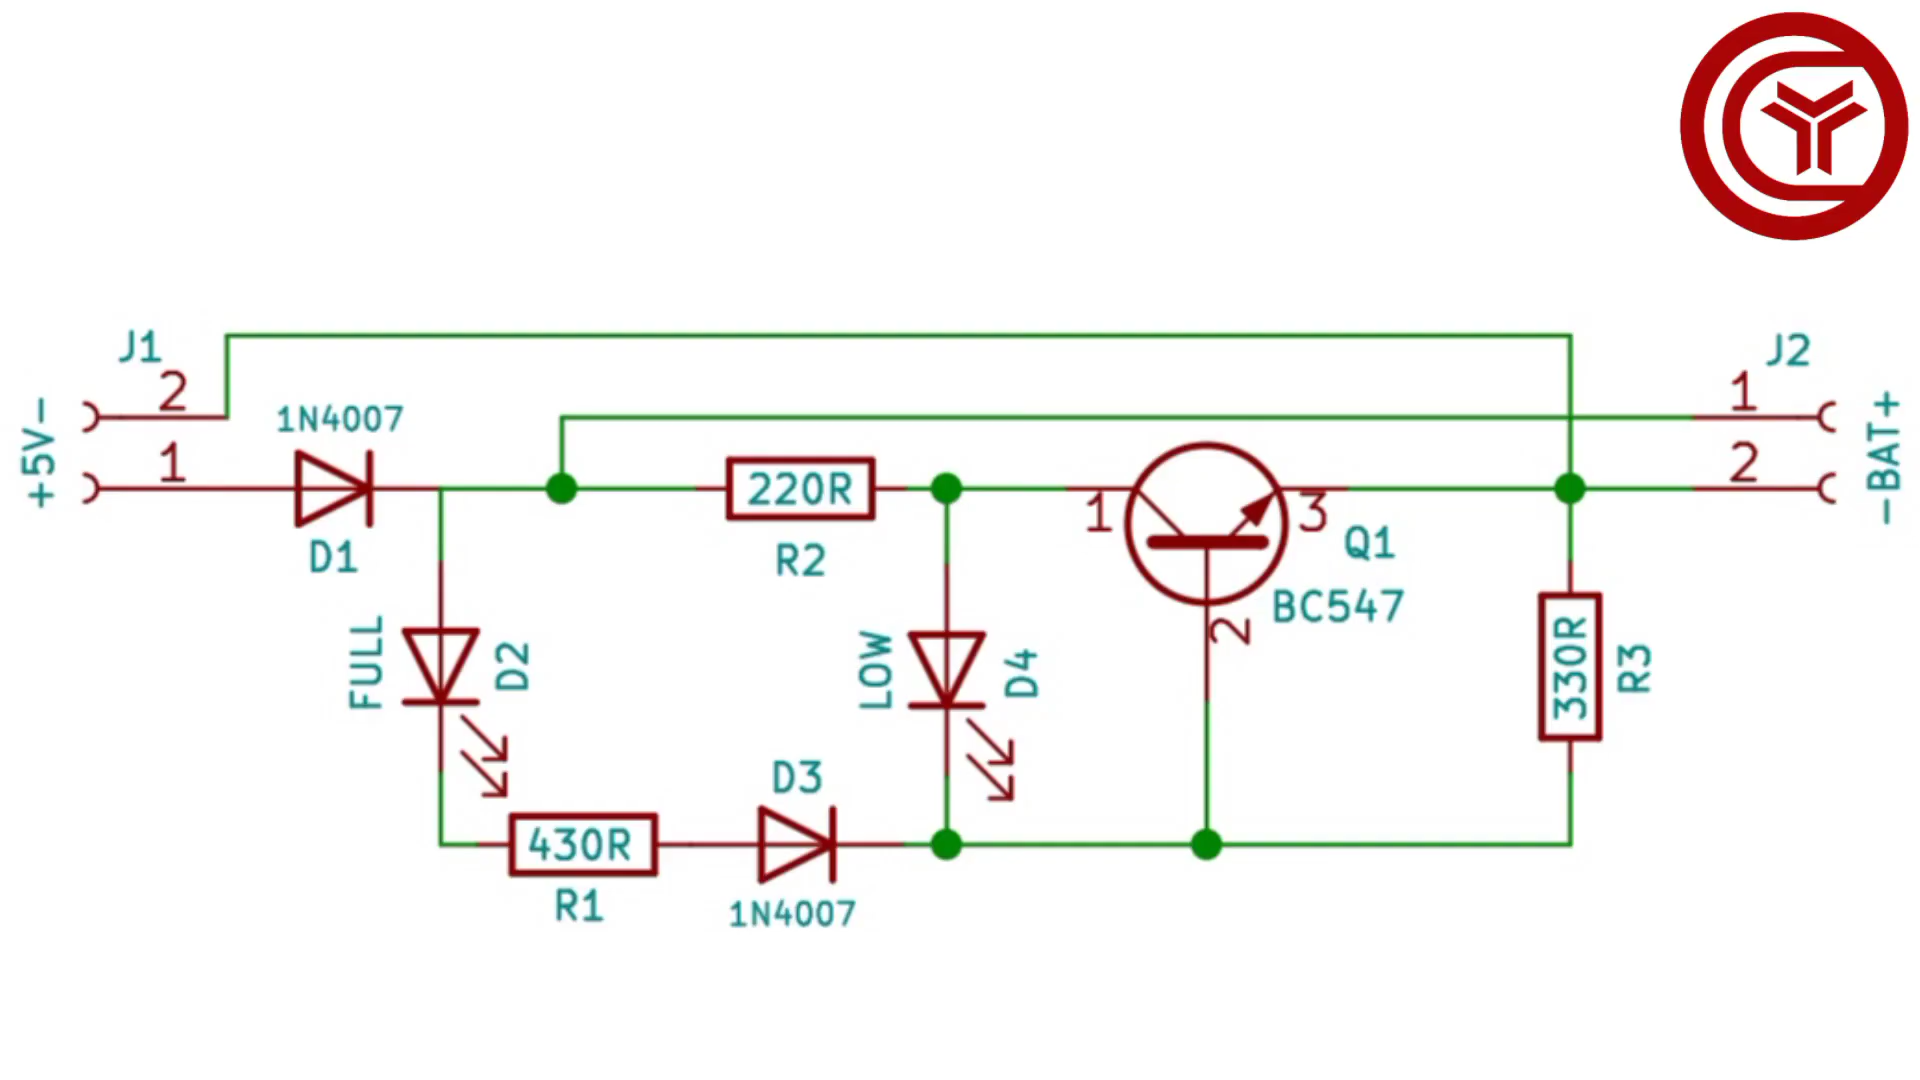 J1
2
1
+5V-
1N4007
D1
FULL
D2
430R
R1
220R
R2
LOW
D4
D3
1N4007
1
2
3
Q1
BC547
330R
R3
J2
1
2
-BAT+